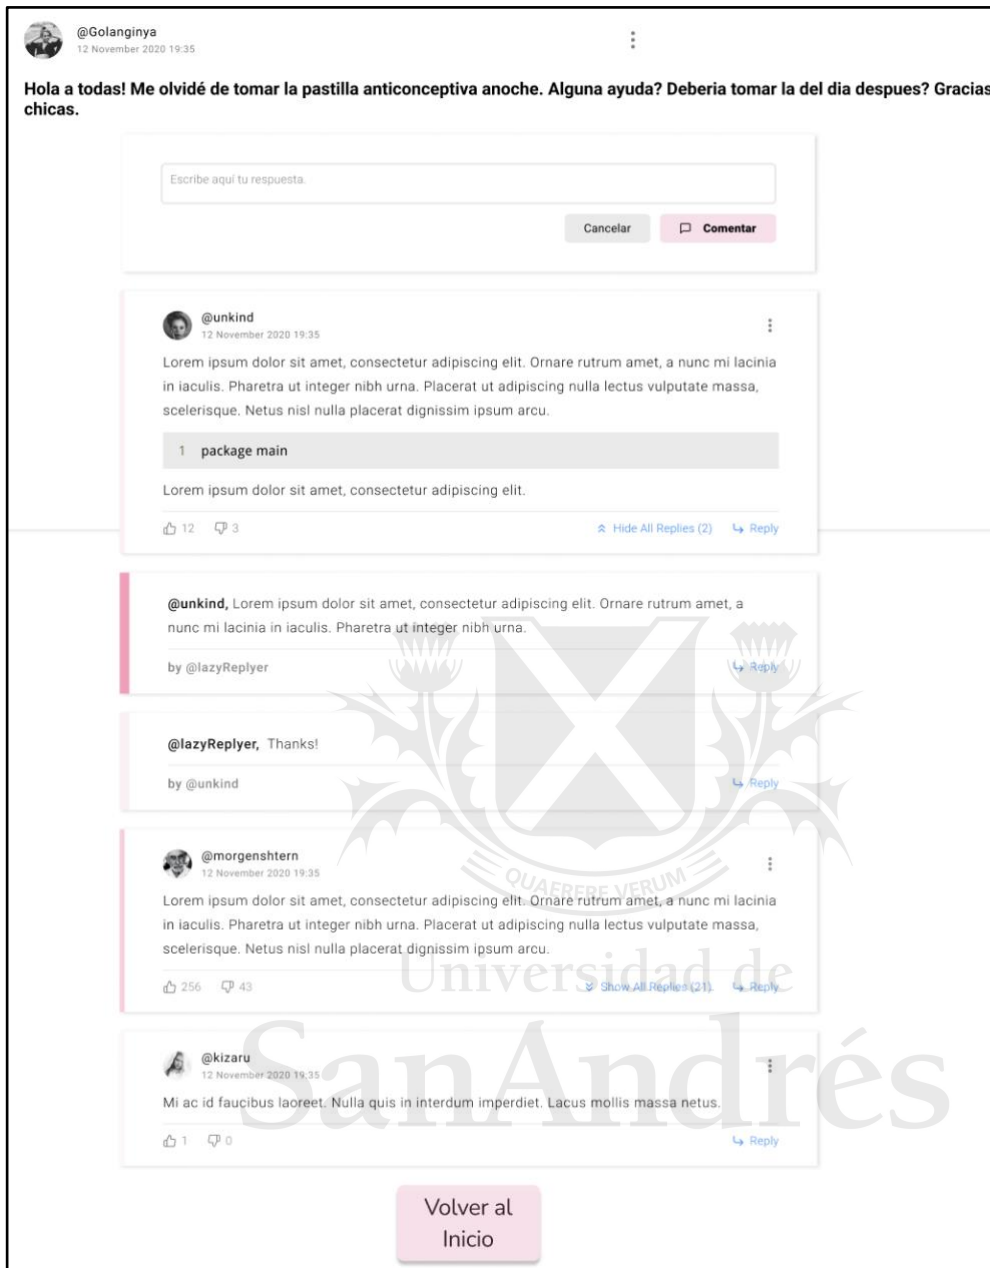 @Golanginya
12 November 2020 19:35
Hola a todas! Me olvidé de tomar la pastilla anticonceptiva anoche. Alguna ayuda? Deberia tomar la del dia despues? Gracias
chicas.
Escribe aquí tu respuesta.
Cancelar Comentar
@unkind
12 November 2020 19:35
Lorem ipsum dolor sit amet, consectetur adipiscing elit. Ornare rutrum amet, a nunc mi lacinia
in iaculis. Pharetra ut integer nibh urna. Placerat ut adipiscing nulla lectus vulputate massa,
scelerisque. Netus nisl nulla placerat dignissim ipsum arcu.
1 package main
Lorem ipsum dolor sit amet, consectetur adipiscing elit.
12 3 Hide All Replies (2) Reply
@unkind, Lorem ipsum dolor sit amet, consectetur adipiscing elit. Ornare rutrum amet, a
nunc mi lacinia in iaculis. Pharetra ut integer nibh urna.
by @lazyReplyer Reply
@lazyReplyer, Thanks!
by @unkind Reply
@morgenshtern
12 November 2020 19:35
Lorem ipsum dolor sit amet, consectetur adipiscing elit. Ornare rutrum amet, a nunc mi lacinia
in iaculis. Pharetra ut integer nibh urna. Placerat ut adipiscing nulla lectus vulputate massa,
scelerisque. Netus nisl nulla placerat dignissim ipsum arcu.
256 43 Show All Replies (21) Reply
@kizaru
12 November 2020 19:35
Mi ac id faucibus laoreet. Nulla quis in interdum imperdiet. Lacus mollis massa netus.
1 0 Reply
Volver al
Inicio
QUAERERE VERUM
Universidad de
SanAndrés